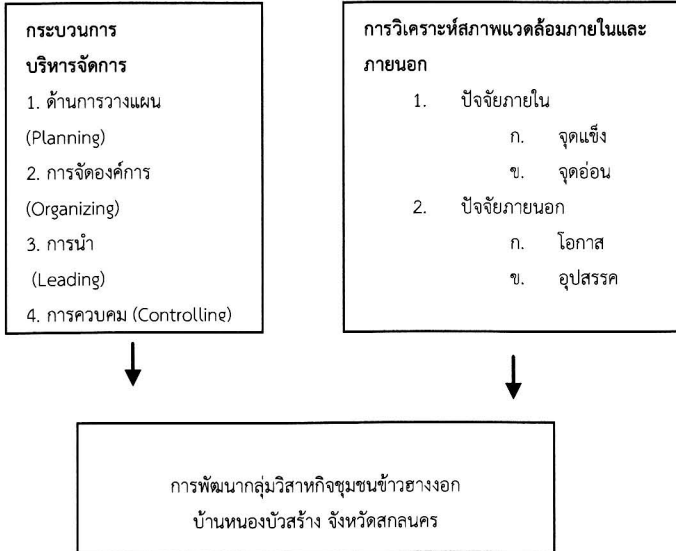 กระบวนการ
บริหารจัดการ
1. ด้านการวางแผน
(Planning)
2. การจัดองค์การ
(Organizing)
3. การนำ
(Leading)
4. การควบคุม (Controlling)
การวิเคราะห์สภาพแวดล้อมภายในและ
ภายนอก
1. ปัจจัยภายใน
ก. จุดแข็ง
ข. จุดอ่อน
2. ปัจจัยภายนอก
ก. โอกาส
ข. อุปสรรค
การพัฒนากลุ่มวิสาหกิจชุมชนข้าวฮางงอก
บ้านหนองบัวสร้าง จังหวัดสกลนคร